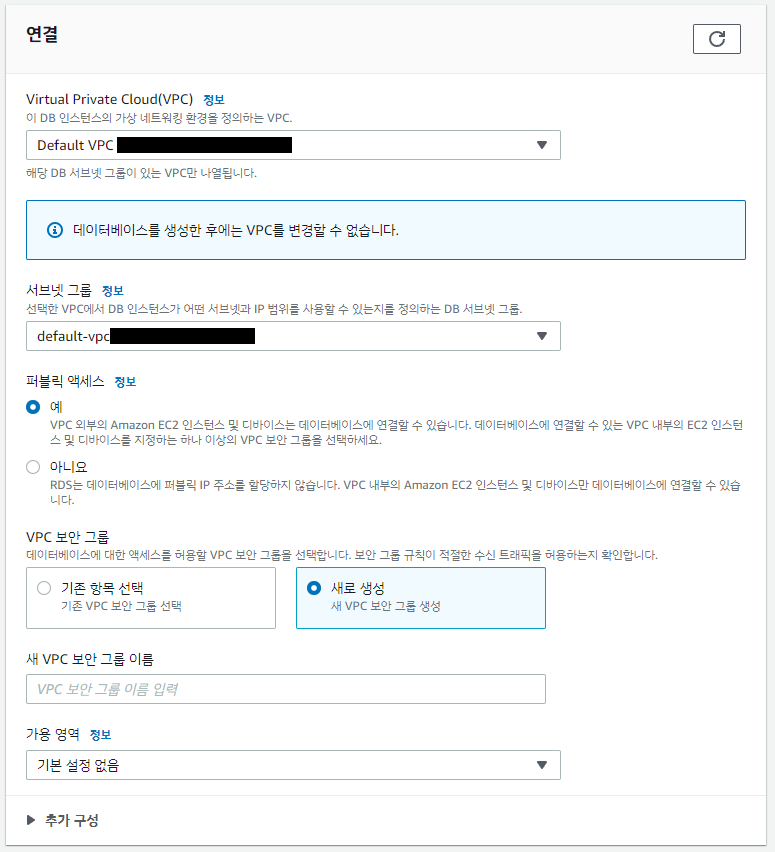 연결
Virtual Private Cloud(VPC) 정보
이 DB 인스턴스의 가상 네트워킹 환경을 정의하는 VPC.
Default VPC
해당 DB 서브넷 그룹이 있는 VPC만 나열됩니다.
데이터베이스를 생성한 후에는 VPC를 변경할 수 없습니다.
서브넷 그룹 정보
선택한 VPC에서 DB 인스턴스가 어떤 서브넷과 IP 범위를 사용할 수 있는지를 정의하는 DB 서브넷 그룹.
default-vpc
퍼블릭 액세스 정보
예
VPC 외부의 Amazon EC2 인스턴스 및 디바이스는 데이터베이스에 연결할 수 있습니다. 데이터베이스에 연결할 수 있는 VPC 내부의 EC2 인스턴
스 및 디바이스를 지정하는 하나 이상의 VPC 보안 그룹을 선택하세요.
아니요
RDS는 데이터베이스에 퍼블릭 IP 주소를 할당하지 않습니다. VPC 내부의 Amazon EC2 인스턴스 및 디바이스만 데이터베이스에 연결할 수 있습
니다.
VPC 보안 그룹
데이터베이스에 대한 액세스를 허용할 VPC 보안 그룹을 선택합니다. 보안 그룹 규칙이 적절한 수신 트래픽을 허용하는지 확인합니다.
기존 항목 선택
기존 VPC 보안 그룹 선택
새로 생성
새 VPC 보안 그룹 생성
새 VPC 보안 그룹 이름
VPC 보안 그룹 이름 입력
가용 영역 정보
기본 설정 없음
추가 구성